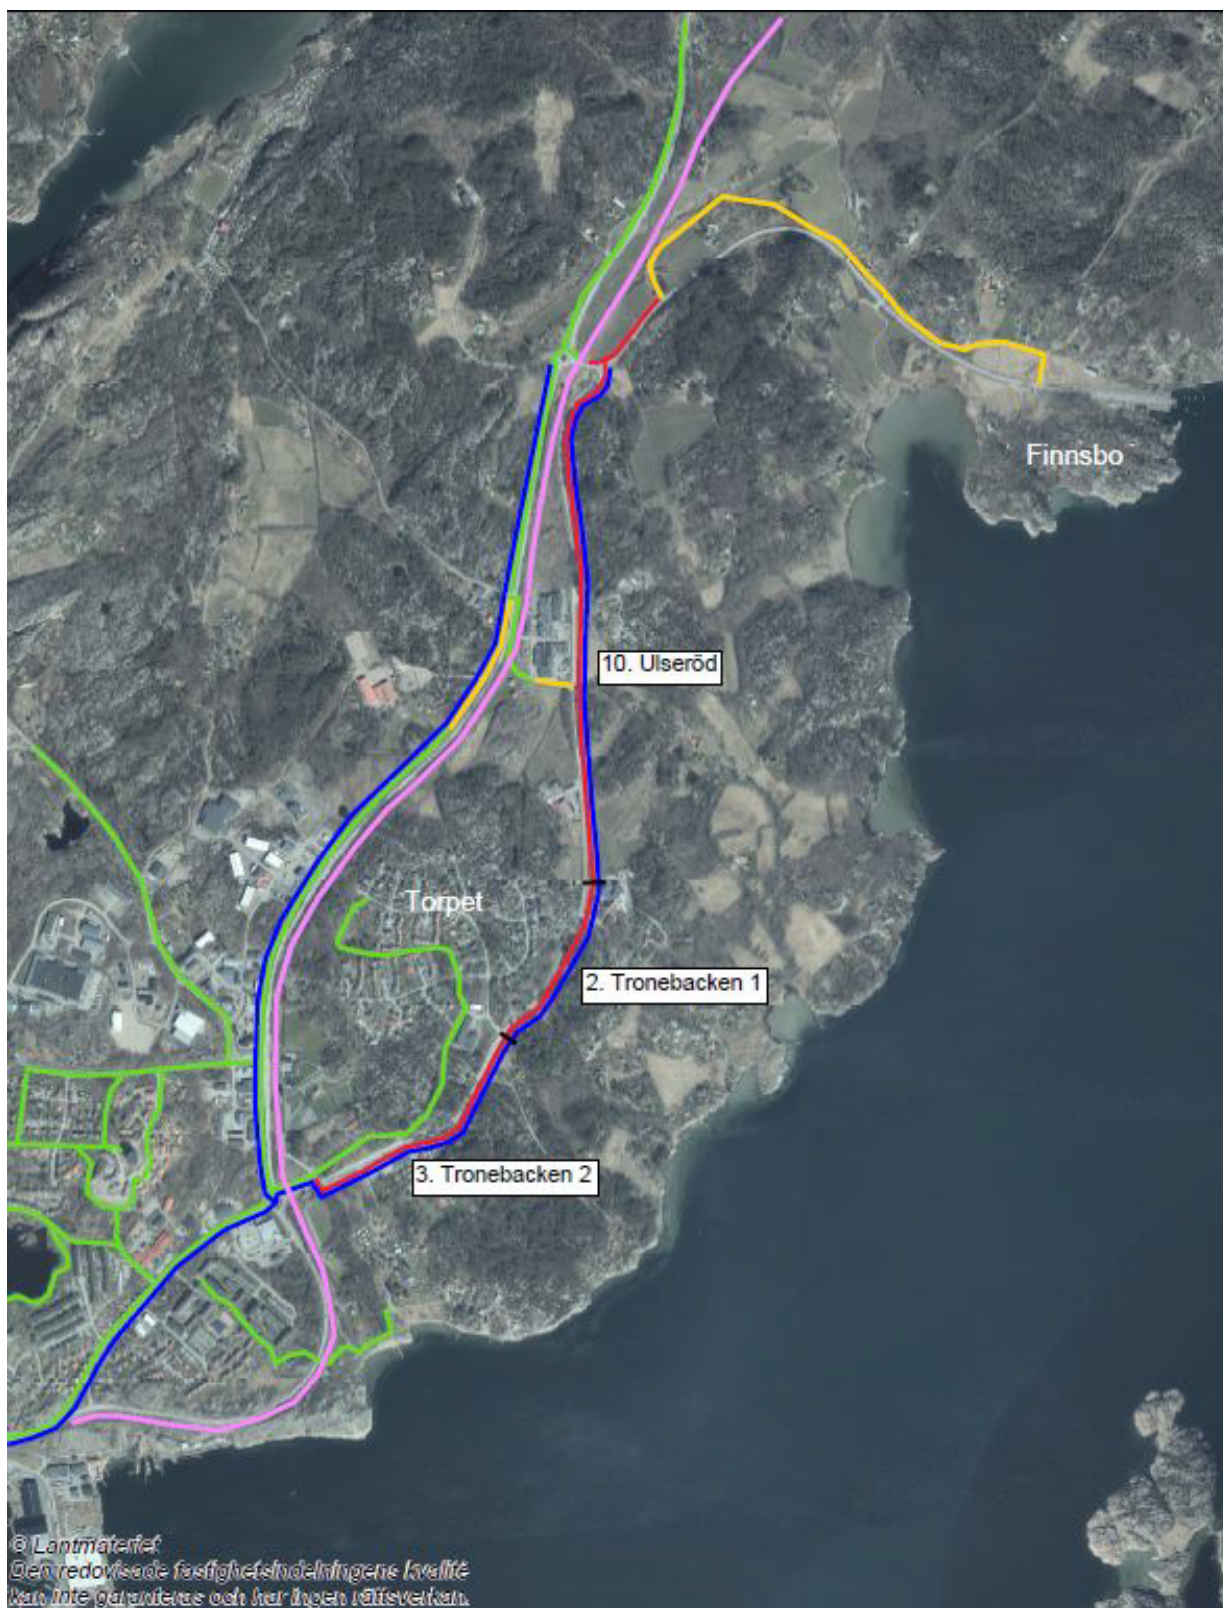 Finnsbo
10. Ulseröd
Torpet
2. Tronebacken 1
3. Tronebacken 2
© Lantmäteriet
Den redovisade fastighetsindelningens kvalité
kan inte garanteras och har ingen rättsverkan.